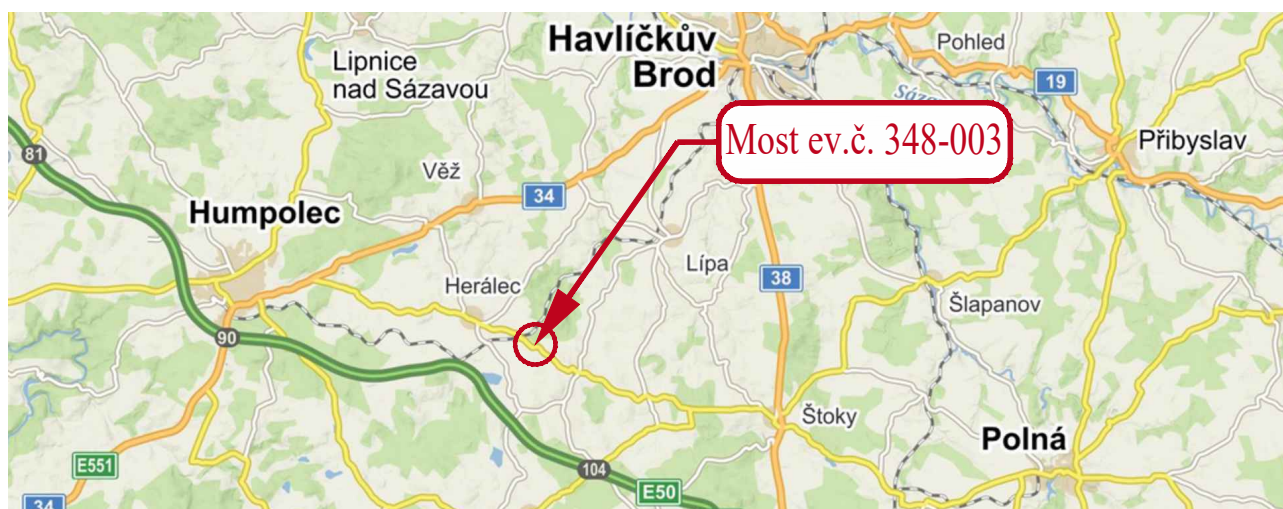 Havlíčkův
Brod
Pohled
Lipnice
nad Sázavou
19
Sáz
Most ev.č. 348-003
Přibyslav
81
Věž
34
Humpolec
Lípa
38
Herálec
Šlapanov
90
Štoky
Polná
E551
104
E50
34